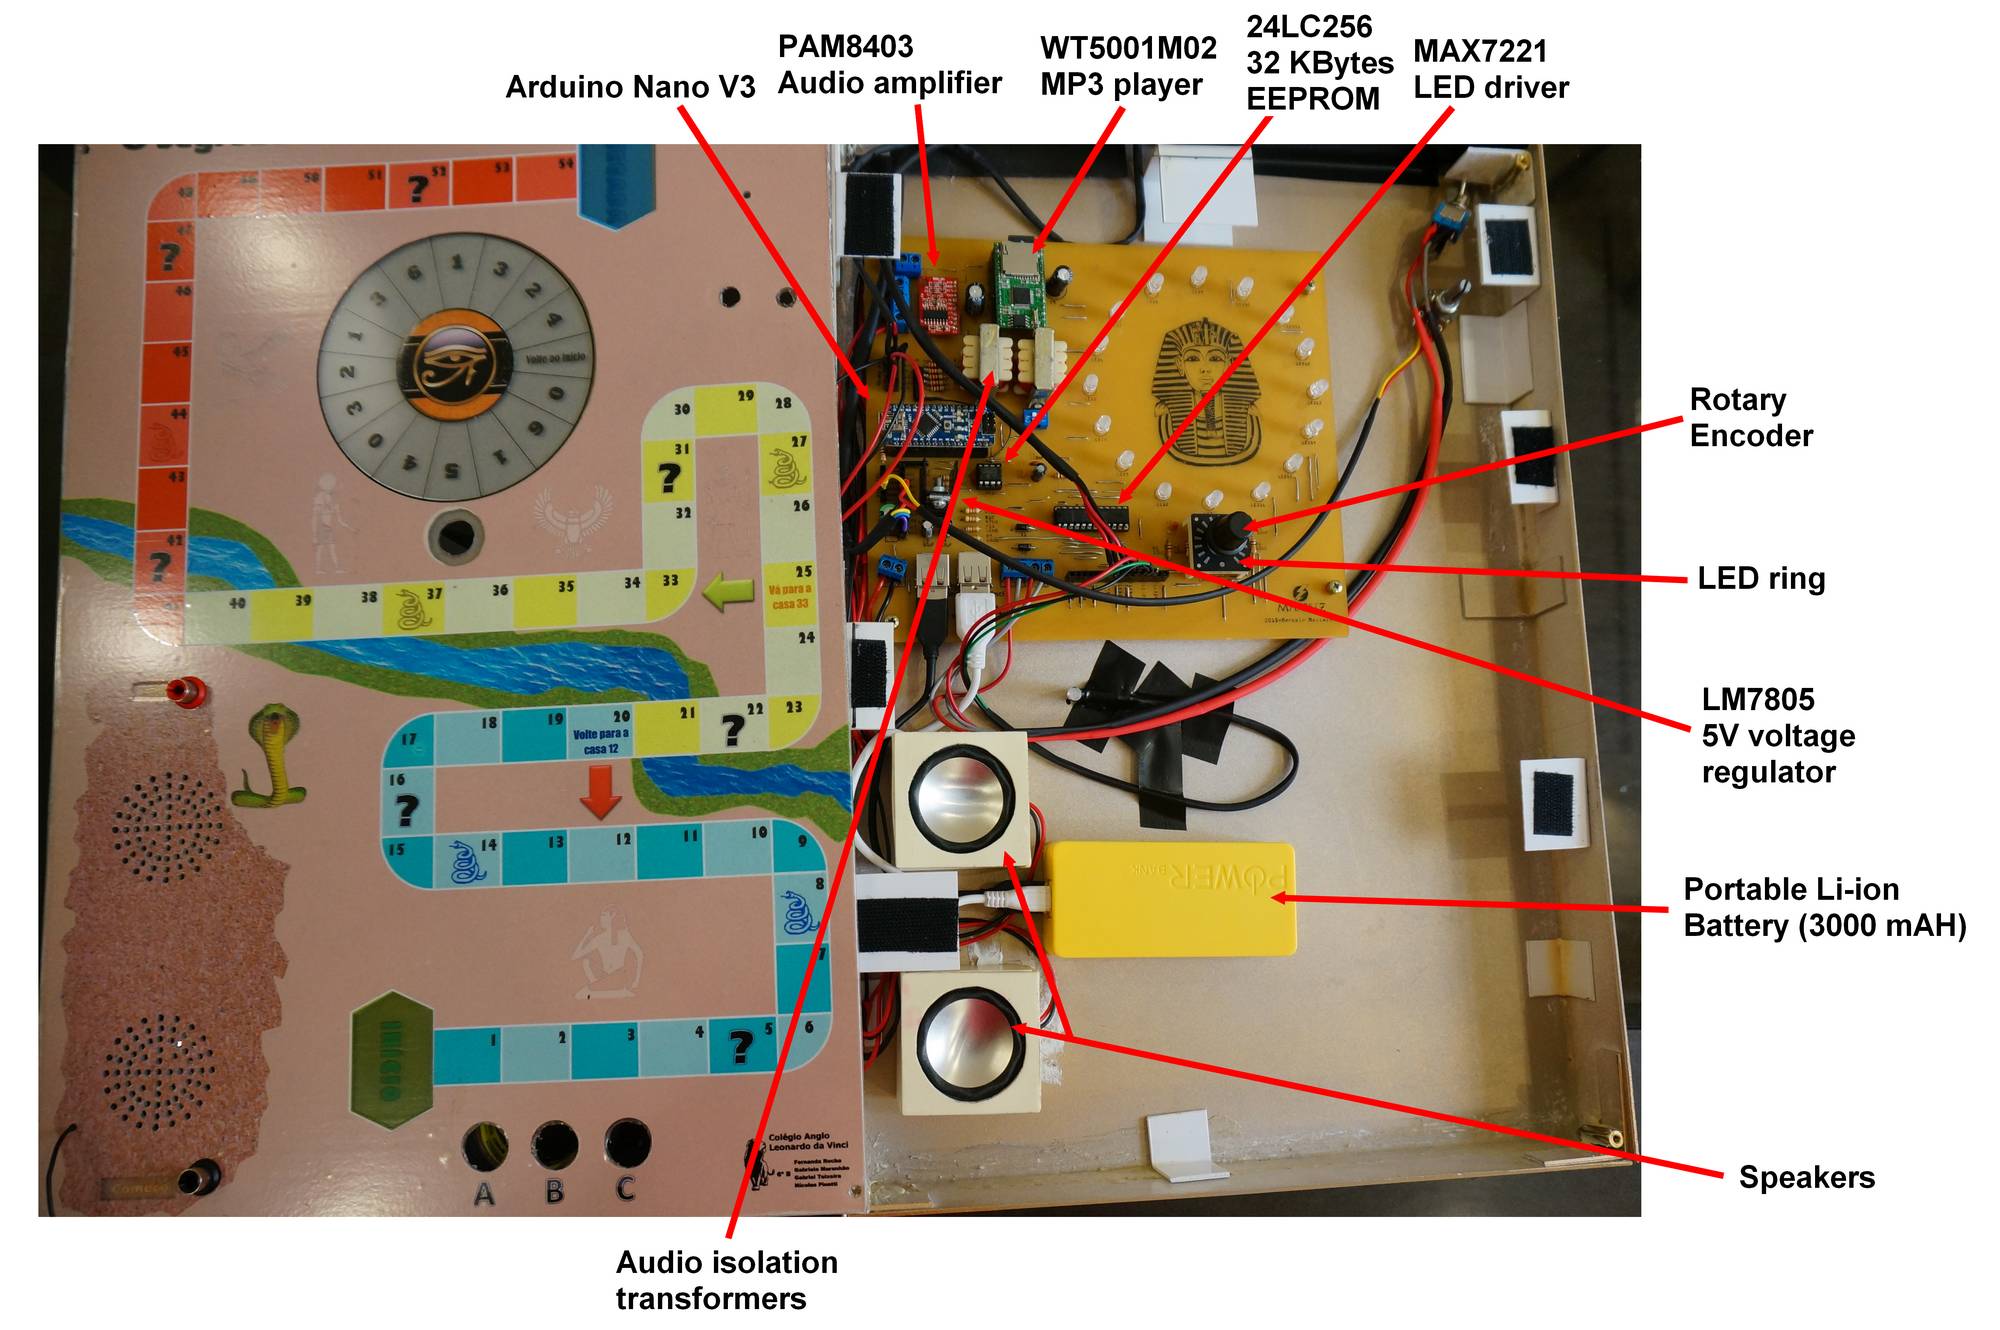 Arduino Nano V3
PAM8403
Audio amplifier
WT5001M02
MP3 player
24LC256
32 KBytes
EEPROM
MAX7221
LED driver
Rotary
Encoder
LED ring
LM7805
5V voltage
regulator
Portable Li-ion
Battery (3000 mAH)
Speakers
Audio isolation
transformers
48
50
51
52
?
53
54
47
?
46
45
44
43
42
?
6 1 3 2 4
Volte ao início
6 1 5 4 0 3 2 1 3
30
29
28
31
?
27
32
26
25
Vá para a
casa 33
40
39
38
37
36
35
34
33
24
17
18
19
20
Volte para a
casa 12
21
22
?
23
16
?
15
14
13
12
11
10
9
8
7
INÍCIO
1
2
3
4
5
?
6
A
B
C
Colégio Anglo
Leonardo da Vinci
Fernanda Rocha
Gabriela Maranhão
Gabriel Teixeira
Nicolas Pinotti
Começo
POWER
BANK